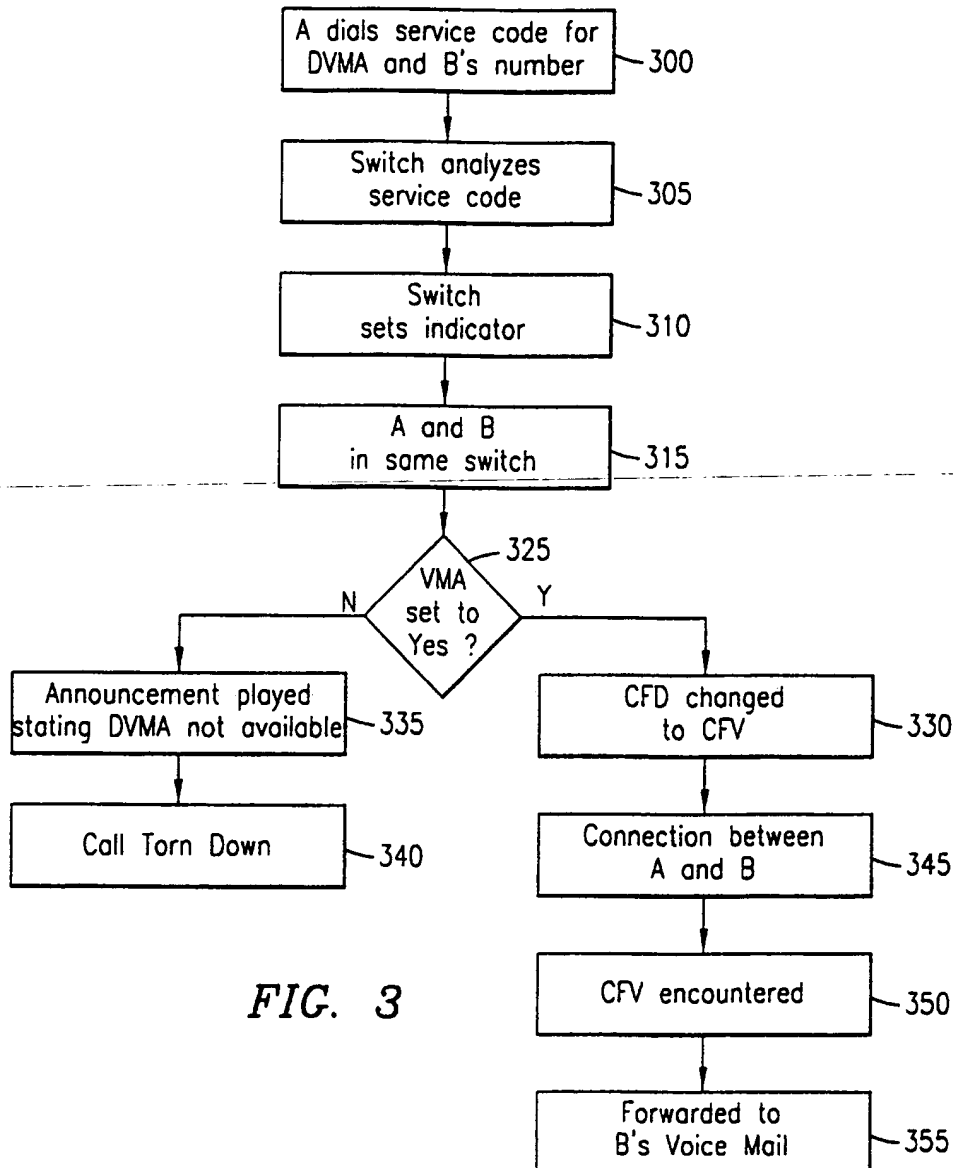 A dials service code for
DVMA and B's number
300
Switch analyzes
service code
305
Switch
sets indicator
310
A and B
in same switch
315
325
VMA
set to
Yes ?
N
Y
Announcement played
stating DVMA not available
335
CFD changed
to CFV
330
Call Torn Down
340
Connection between
A and B
345
CFV encountered
350
FIG. 3
Forwarded to
B's Voice Mail
355